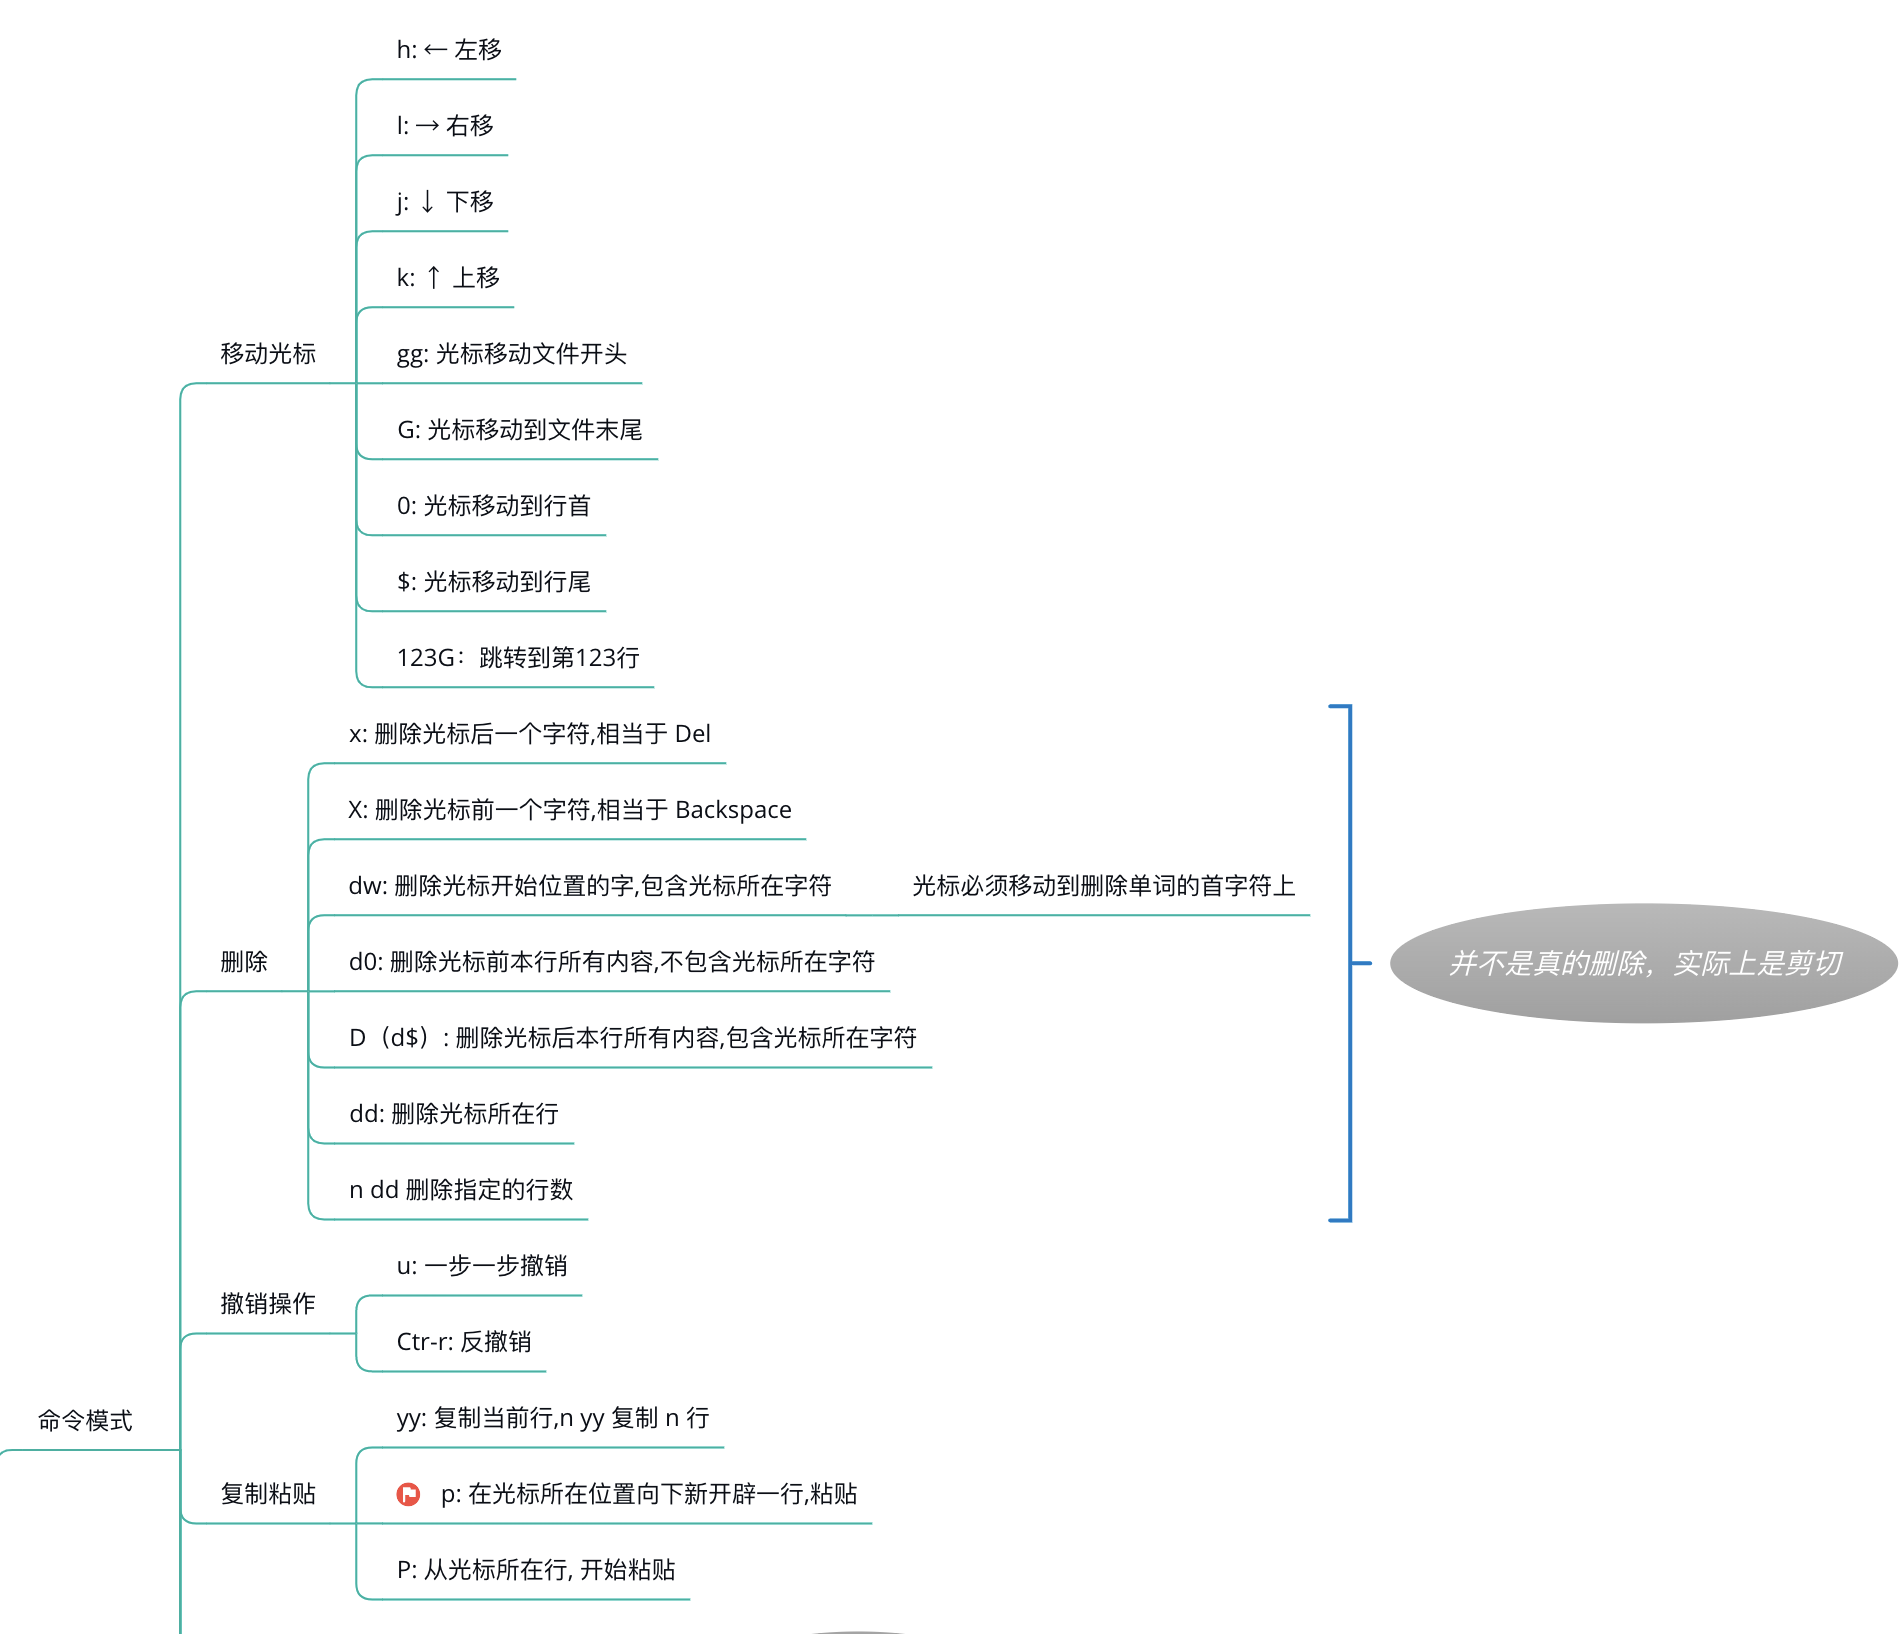 h: ← 左移
l: → 右移
j: ↓ 下移
k: ↑ 上移
移动光标
gg: 光标移动文件开头
G: 光标移动到文件末尾
0: 光标移动到行首
$: 光标移动到行尾
123G：跳转到第123行
x: 删除光标后一个字符,相当于 Del
X: 删除光标前一个字符,相当于 Backspace
dw: 删除光标开始位置的字,包含光标所在字符
光标必须移动到删除单词的首字符上
删除
d0: 删除光标前本行所有内容,不包含光标所在字符
并不是真的删除，实际上是剪切
D（d$）: 删除光标后本行所有内容,包含光标所在字符
dd: 删除光标所在行
n dd 删除指定的行数
u: 一步一步撤销
撤销操作
Ctr-r: 反撤销
命令模式
yy: 复制当前行,n yy 复制 n 行
复制粘贴
p: 在光标所在位置向下新开辟一行,粘贴
P: 从光标所在行, 开始粘贴